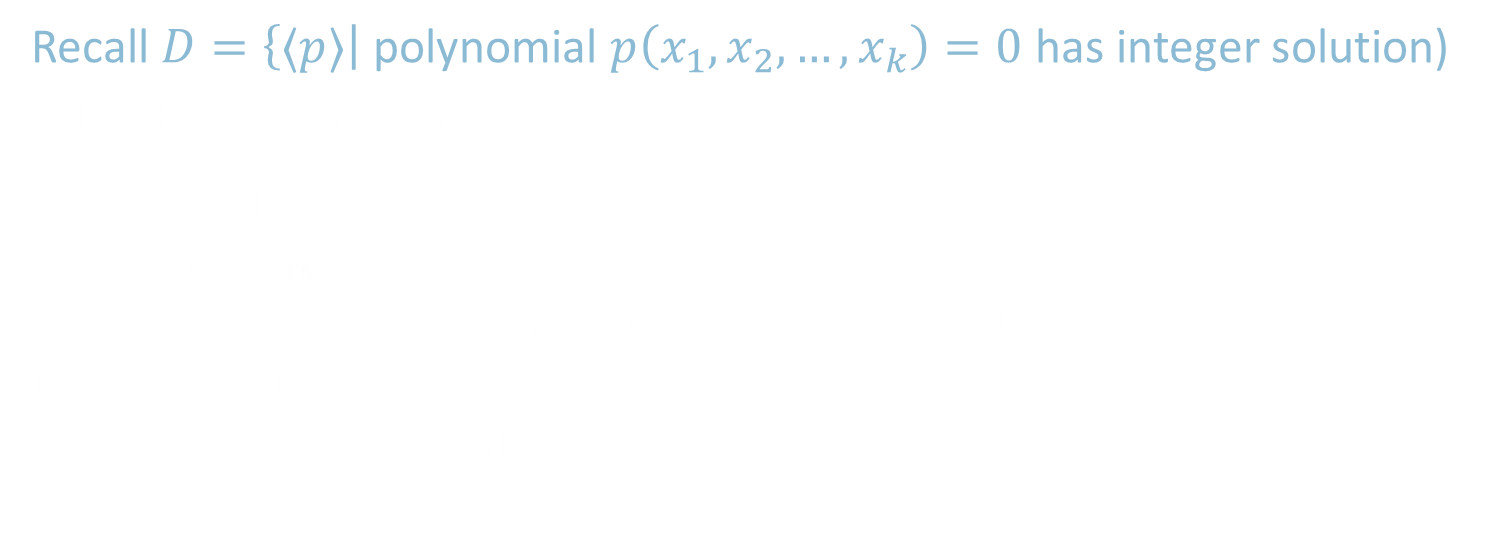 Recall 𝐷 = {⟨𝑝⟩| polynomial 𝑝(𝑥₁, 𝑥₂, … , 𝑥ₖ) = 0 has integer solution)